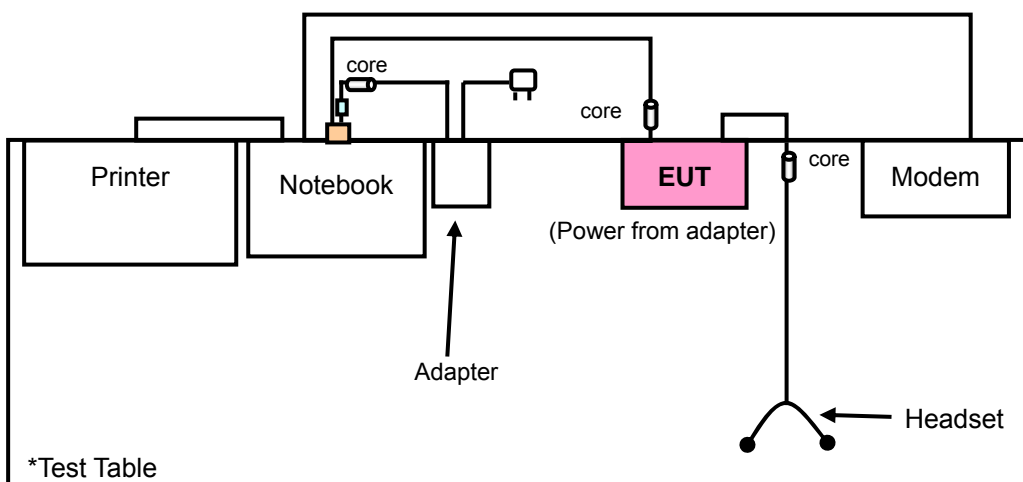 core
core
core
Printer
Notebook
EUT
Modem
(Power from adapter)
Adapter
Headset
*Test Table